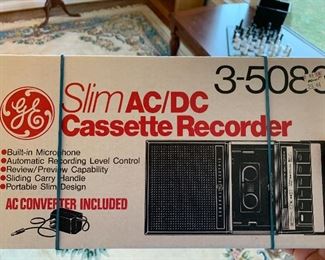 GE
Slim AC/DC
3-508
Cassette Recorder
Built-in Microphone
Automatic Recording Level Control
Review/Preview Capability
Sliding Carry Handle
Portable Slim Design
AC CONVERTER INCLUDED